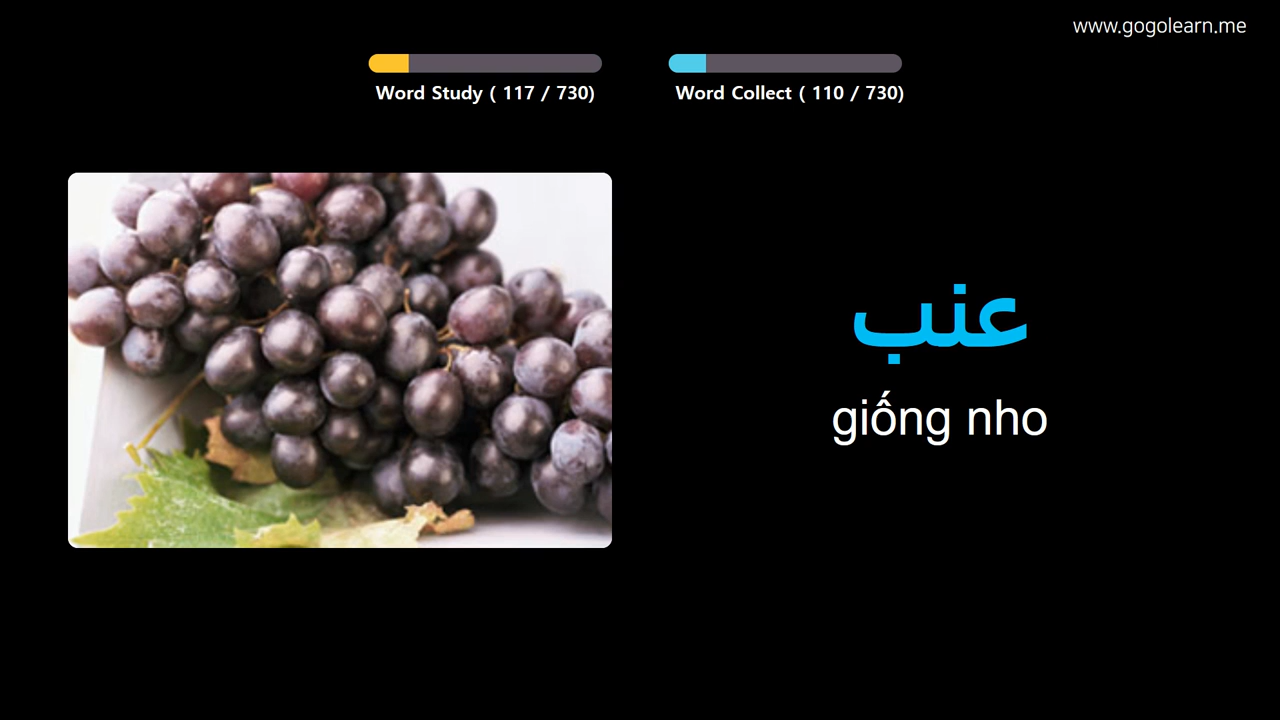 www.gogolearn.me
Word Study ( 117 / 730)
Word Collect ( 110 / 730)
عنب
giống nho